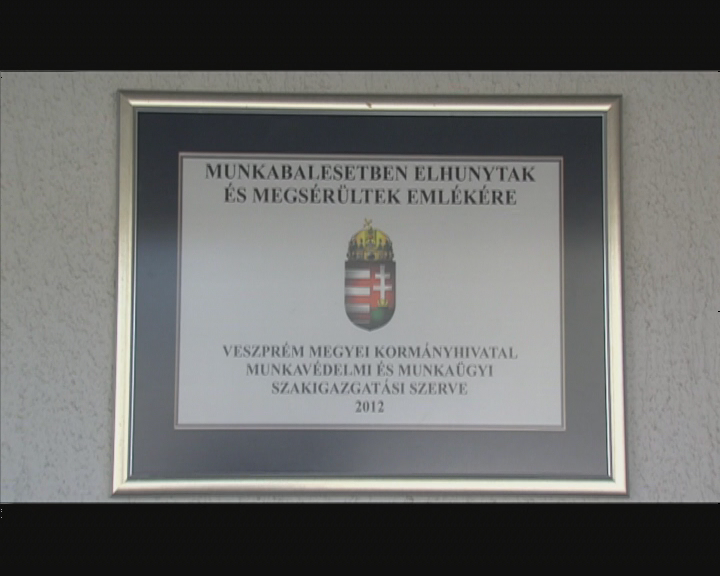 MUNKABALESETBEN ELHUNYTAK
ÉS MEGSÉRÜLTEK EMLÉKÉRE
VESZPRÉM MEGYEI KORMÁNYHIVATAL
MUNKAVÉDELMI ÉS MUNKAÜGYI
SZAKIGAZGATÁSI SZERVE
2012